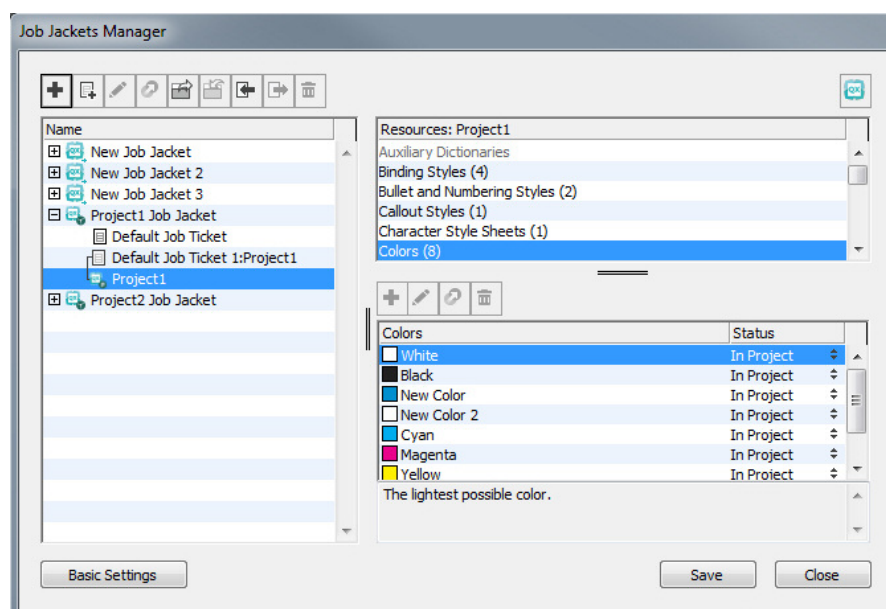 Job Jackets Manager
Name
New Job Jacket
New Job Jacket 2
New Job Jacket 3
Project1 Job Jacket
Default Job Ticket
Default Job Ticket 1:Project1
Project1
Project2 Job Jacket
Resources: Project1
Auxiliary Dictionaries
Binding Styles (4)
Bullet and Numbering Styles (2)
Callout Styles (1)
Character Style Sheets (1)
Colors (8)
Colors Status
White In Project
Black In Project
New Color In Project
New Color 2 In Project
Cyan In Project
Magenta In Project
Yellow In Project
The lightest possible color.
Basic Settings
Save
Close